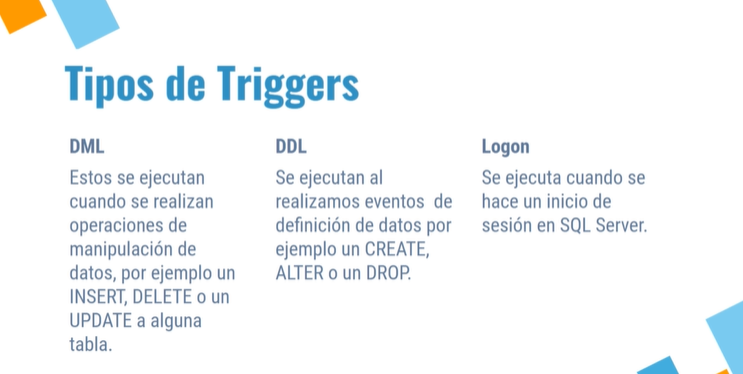 Tipos de Triggers
DML
Estos se ejecutan
cuando se realizan
operaciones de
manipulación de
datos, por ejemplo un
INSERT, DELETE o un
UPDATE a alguna
tabla.
DDL
Se ejecutan al
realizamos eventos  de
definición de datos por
ejemplo un CREATE,
ALTER o un DROP.
Logon
Se ejecuta cuando se
hace un inicio de
sesión en SQL Server.